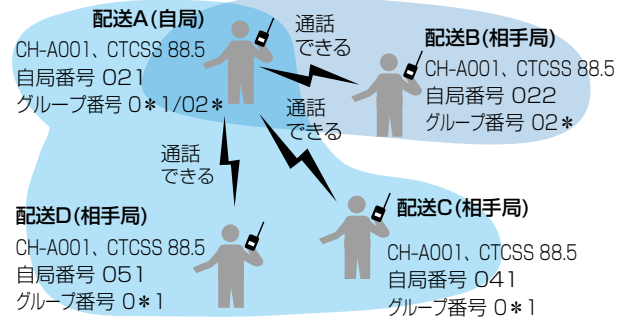 配送A(自局)
CH-A001、CTCSS 88.5
自局番号 021
グループ番号 0＊1/02＊
通話
できる
配送B(相手局)
CH-A001、CTCSS 88.5
自局番号 022
グループ番号 02＊
通話
できる
通話
できる
配送D(相手局)
CH-A001、CTCSS 88.5
自局番号 051
グループ番号 0＊1
配送C(相手局)
CH-A001、CTCSS 88.5
自局番号 041
グループ番号 0＊1